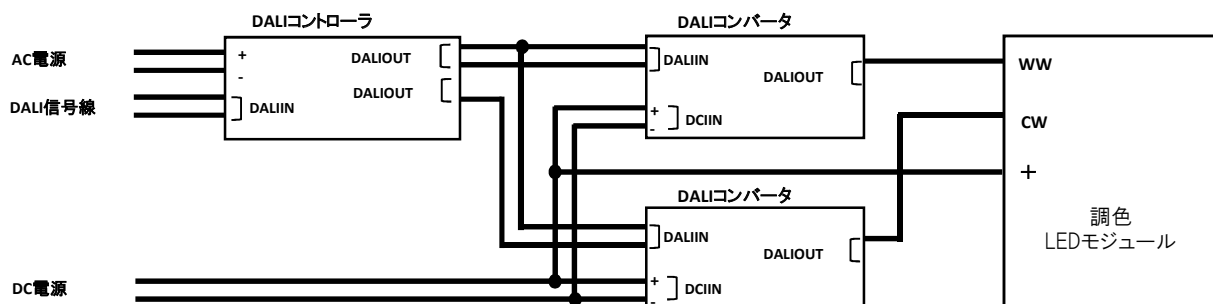 DALIコントローラ
DALIコンバータ
AC電源
+
-
DALIOUT
DALIOUT
DALI信号線
DALIIN
DALIIN
DALIOUT
+
-
DCIIN
WW
CW
+
調色
LEDモジュール
DALIコンバータ
DALIIN
DALIOUT
+
-
DCIIN
DC電源